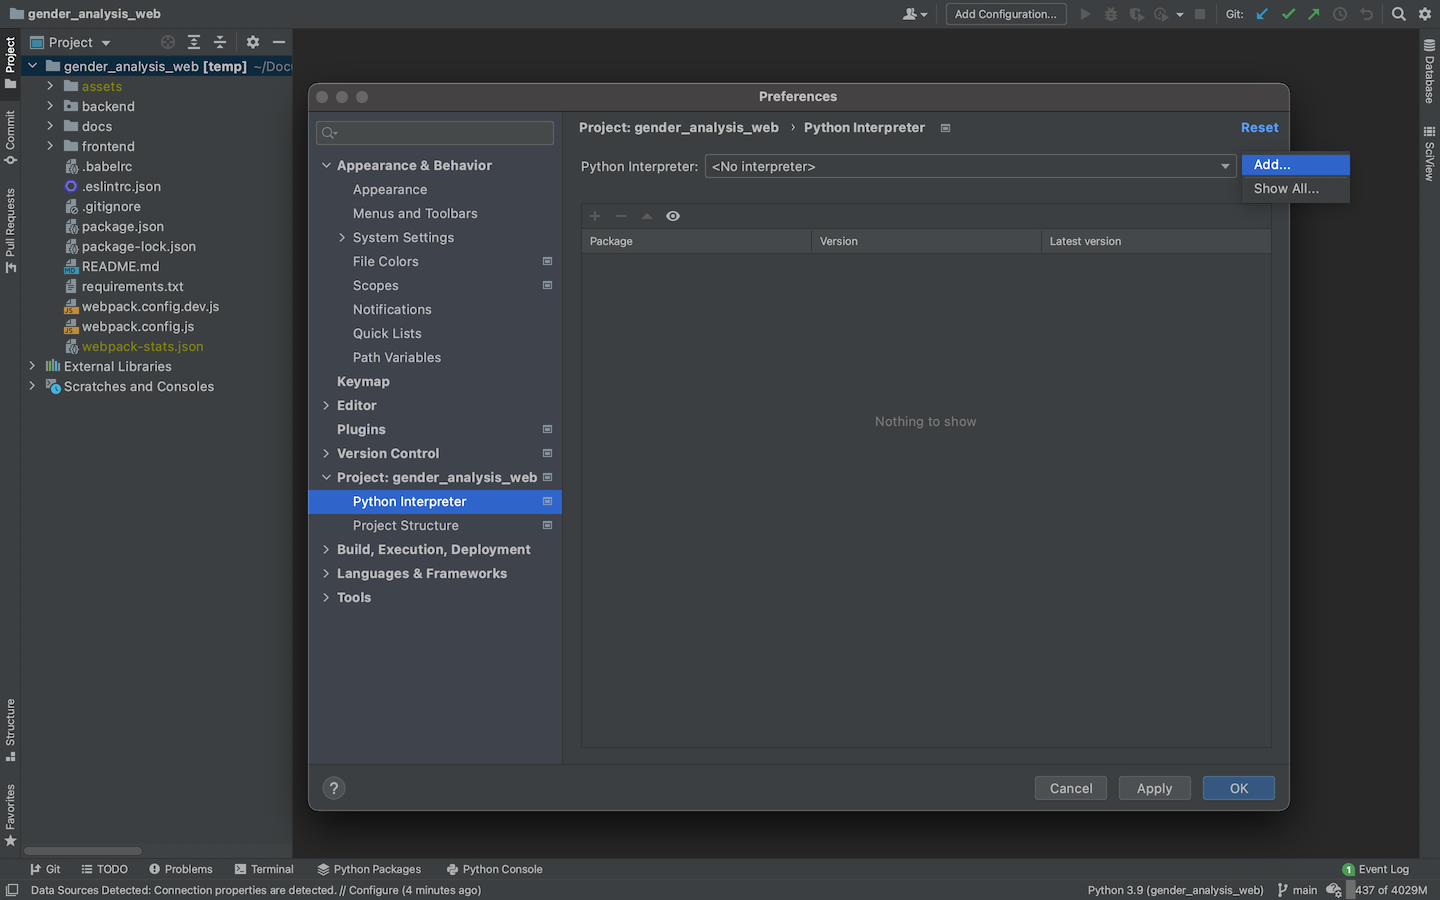 gender_analysis_web
Add Configuration...
Git:
Project
gender_analysis_web [temp] ~/Doc
assets
backend
docs
frontend
.babelrc
.eslintrc.json
.gitignore
package.json
package-lock.json
README.md
requirements.txt
webpack.config.dev.js
webpack.config.js
webpack-stats.json
External Libraries
Scratches and Consoles
Project
Commit
Pull Requests
Structure
Favorites
Preferences
Appearance & Behavior
Appearance
Menus and Toolbars
System Settings
File Colors
Scopes
Notifications
Quick Lists
Path Variables
Keymap
Editor
Plugins
Version Control
Project: gender_analysis_web
Python Interpreter
Project Structure
Build, Execution, Deployment
Languages & Frameworks
Tools
Project: gender_analysis_web › Python Interpreter
Reset
Python Interpreter: <No interpreter>
Add...
Show All...
Package Version Latest version
Nothing to show
?
Cancel Apply OK
Database
SciView
Git TODO Problems Terminal Python Packages Python Console
1 Event Log
Data Sources Detected: Connection properties are detected. // Configure (4 minutes ago)
Python 3.9 (gender_analysis_web) main 437 of 4029M